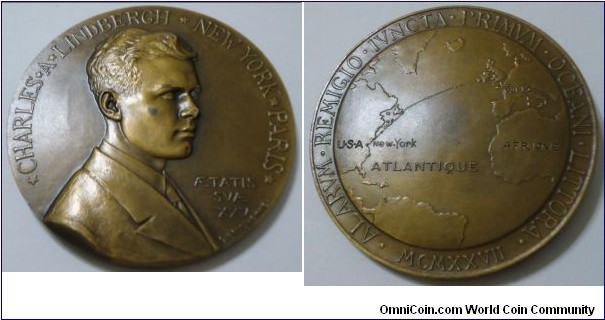 ★ CHARLES · A · LINDBERGH ★ NEW YORK = PARIS ★
ÆTATIS
SVÆ
XXV
ALARVM · REMIGIO · IVNCTA · PRIMVM · OCEANI · LITTORA ·
U·S·A
New-York
AFRIQUE
ATLANTIQUE
MCMXXVII
OmniCoin.com World Coin Community